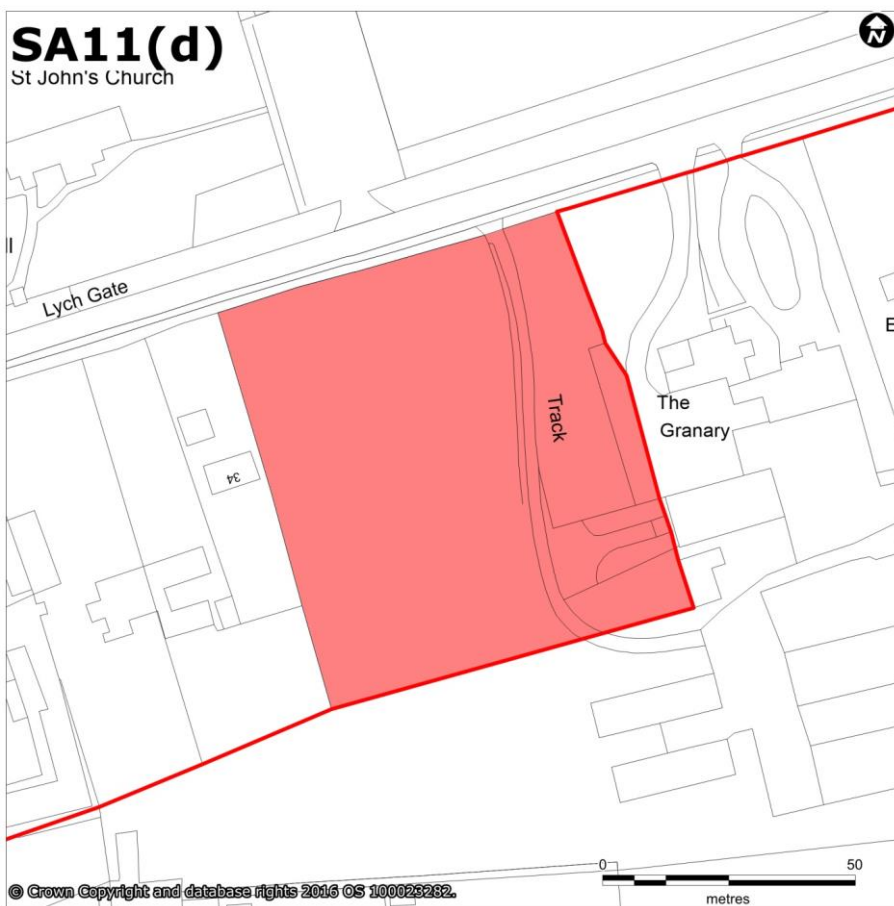 SA11(d)
N
St John's Church
Lych Gate
Track
The
Granary
34
0 50
metres
© Crown Copyright and database rights 2016 OS 100023282.